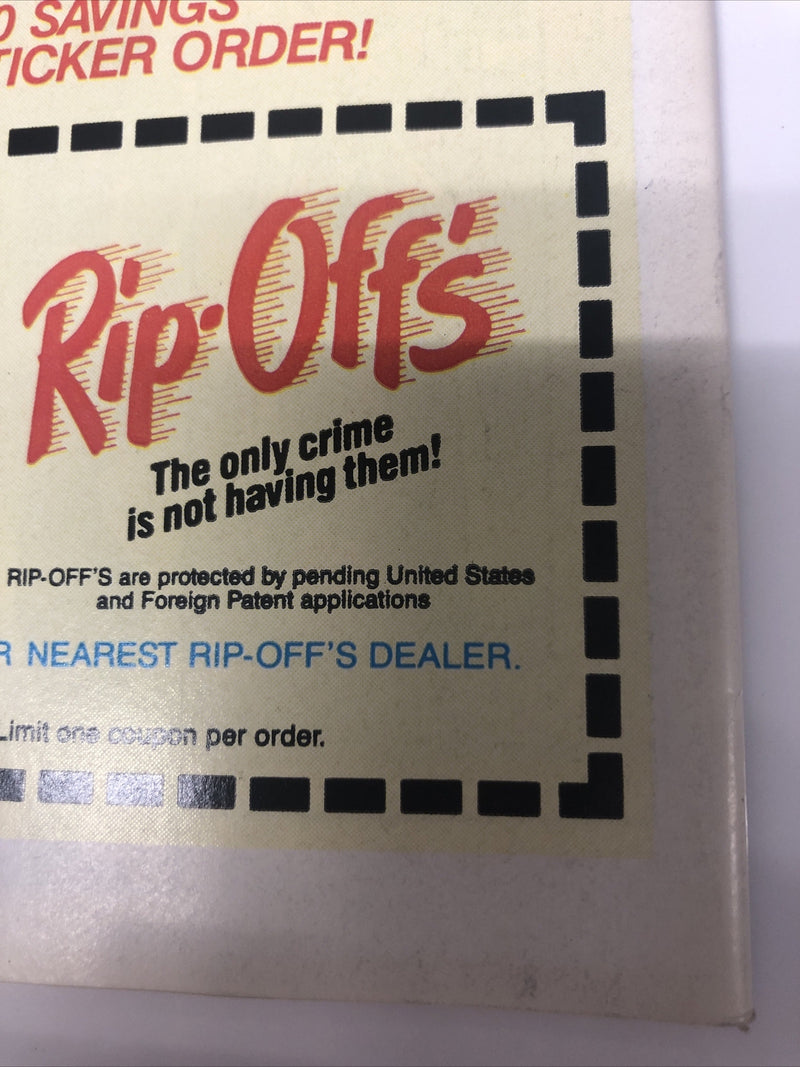 0 SAVINGS
TICKER ORDER!
Rip-Off's
The only crime
is not having them!
RIP-OFF'S are protected by pending United States
and Foreign Patent applications
R NEAREST RIP-OFF'S DEALER.
Limit one coupon per order.